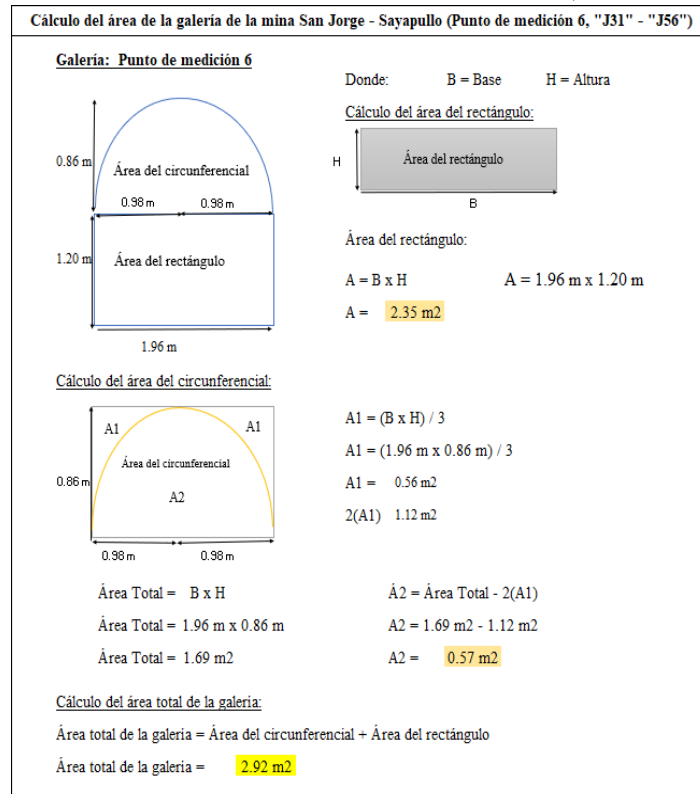 Cálculo del área de la galería de la mina San Jorge - Sayapullo (Punto de medición 6, "J31" - "J56")
Galería: Punto de medición 6
Donde: B = Base H = Altura
Cálculo del área del rectángulo:
0.86 m
Área del circunferencial
0.98 m 0.98 m
H
Área del rectángulo
B
1.20 m
Área del rectángulo
1.96 m
Área del rectángulo:
A = B x H A = 1.96 m x 1.20 m
A = 2.35 m2
Cálculo del área del circunferencial:
A1 A1
Área del circunferencial
0.86 m
A2
0.98 m 0.98 m
A1 = (B x H) / 3
A1 = (1.96 m x 0.86 m) / 3
A1 = 0.56 m2
2(A1) 1.12 m2
Área Total = B x H
Área Total = 1.96 m x 0.86 m
Área Total = 1.69 m2
Á2 = Área Total - 2(A1)
A2 = 1.69 m2 - 1.12 m2
A2 = 0.57 m2
Cálculo del área total de la galeria:
Área total de la galeria = Área del circunferencial + Área del rectángulo
Área total de la galeria = 2.92 m2